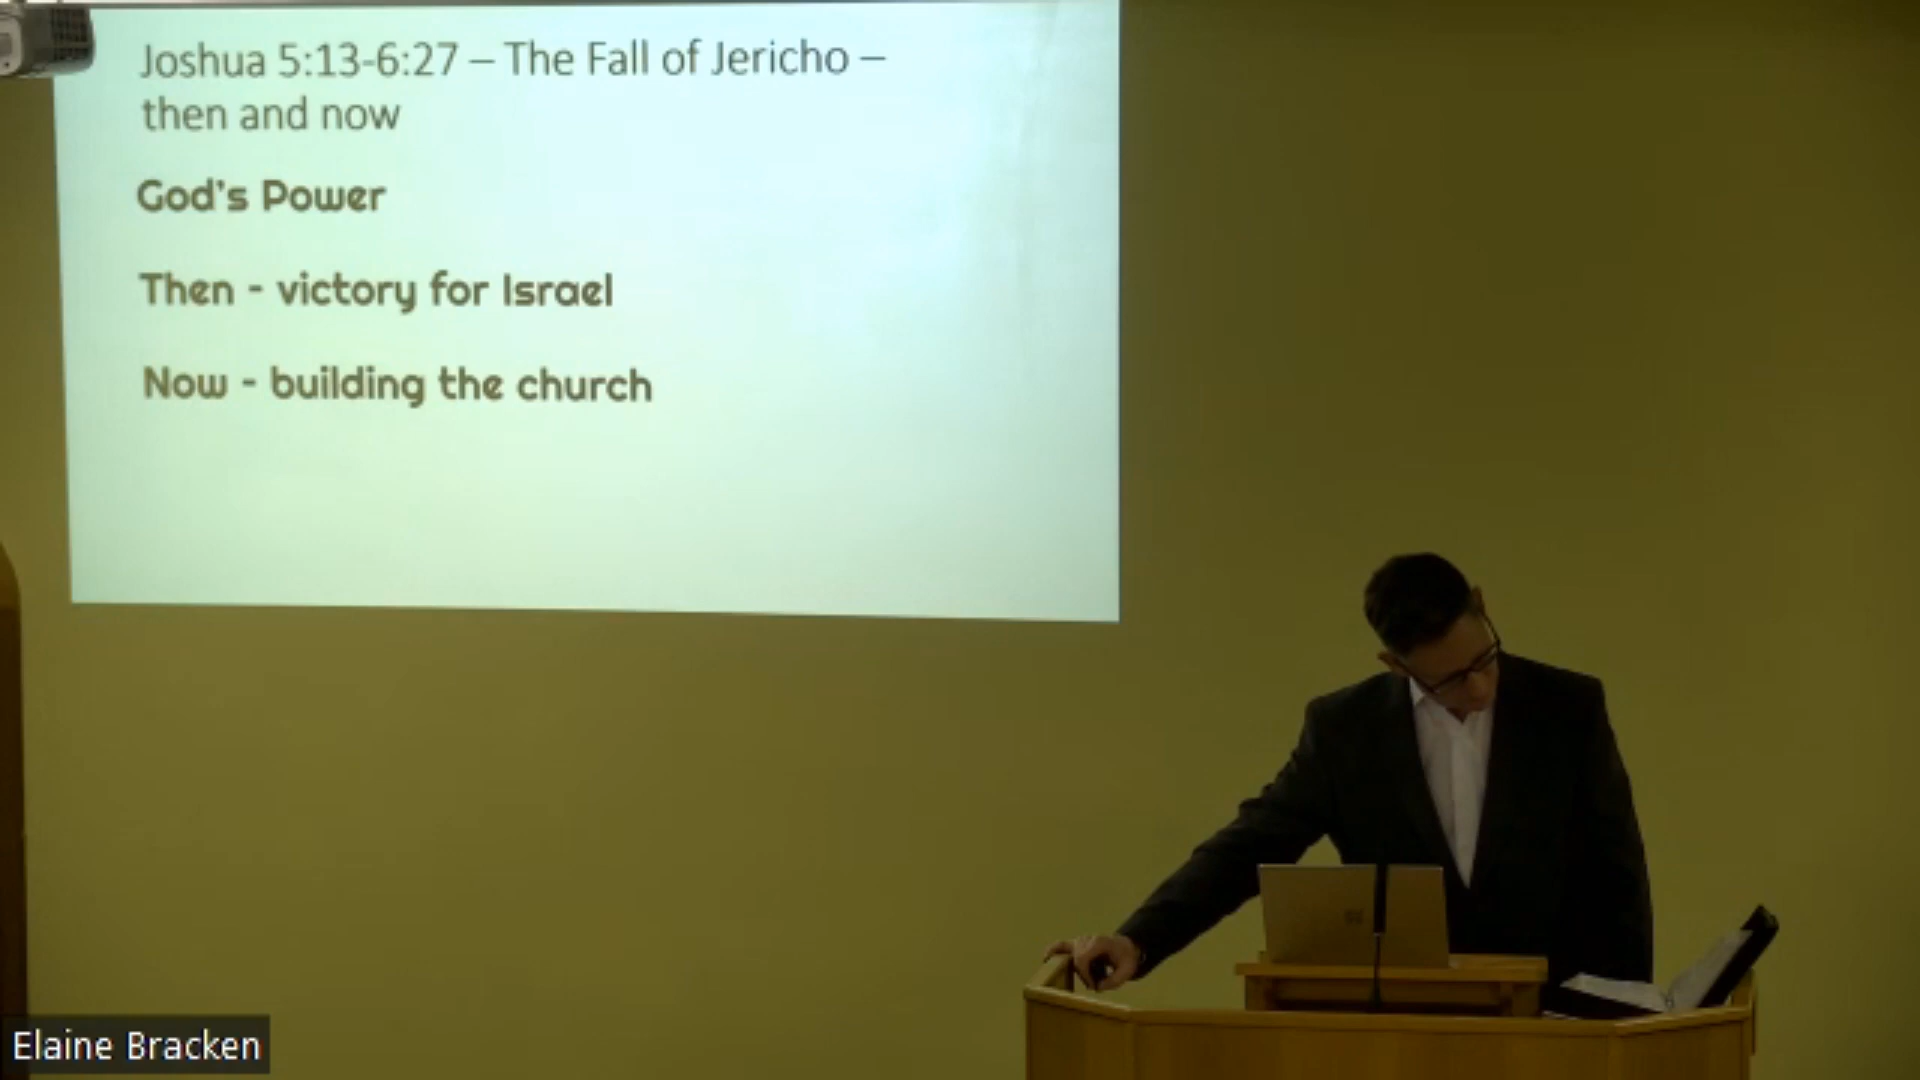 Joshua 5:13-6:27 – The Fall of Jericho –
then and now
God's Power
Then - victory for Israel
Now - building the church
Elaine Bracken